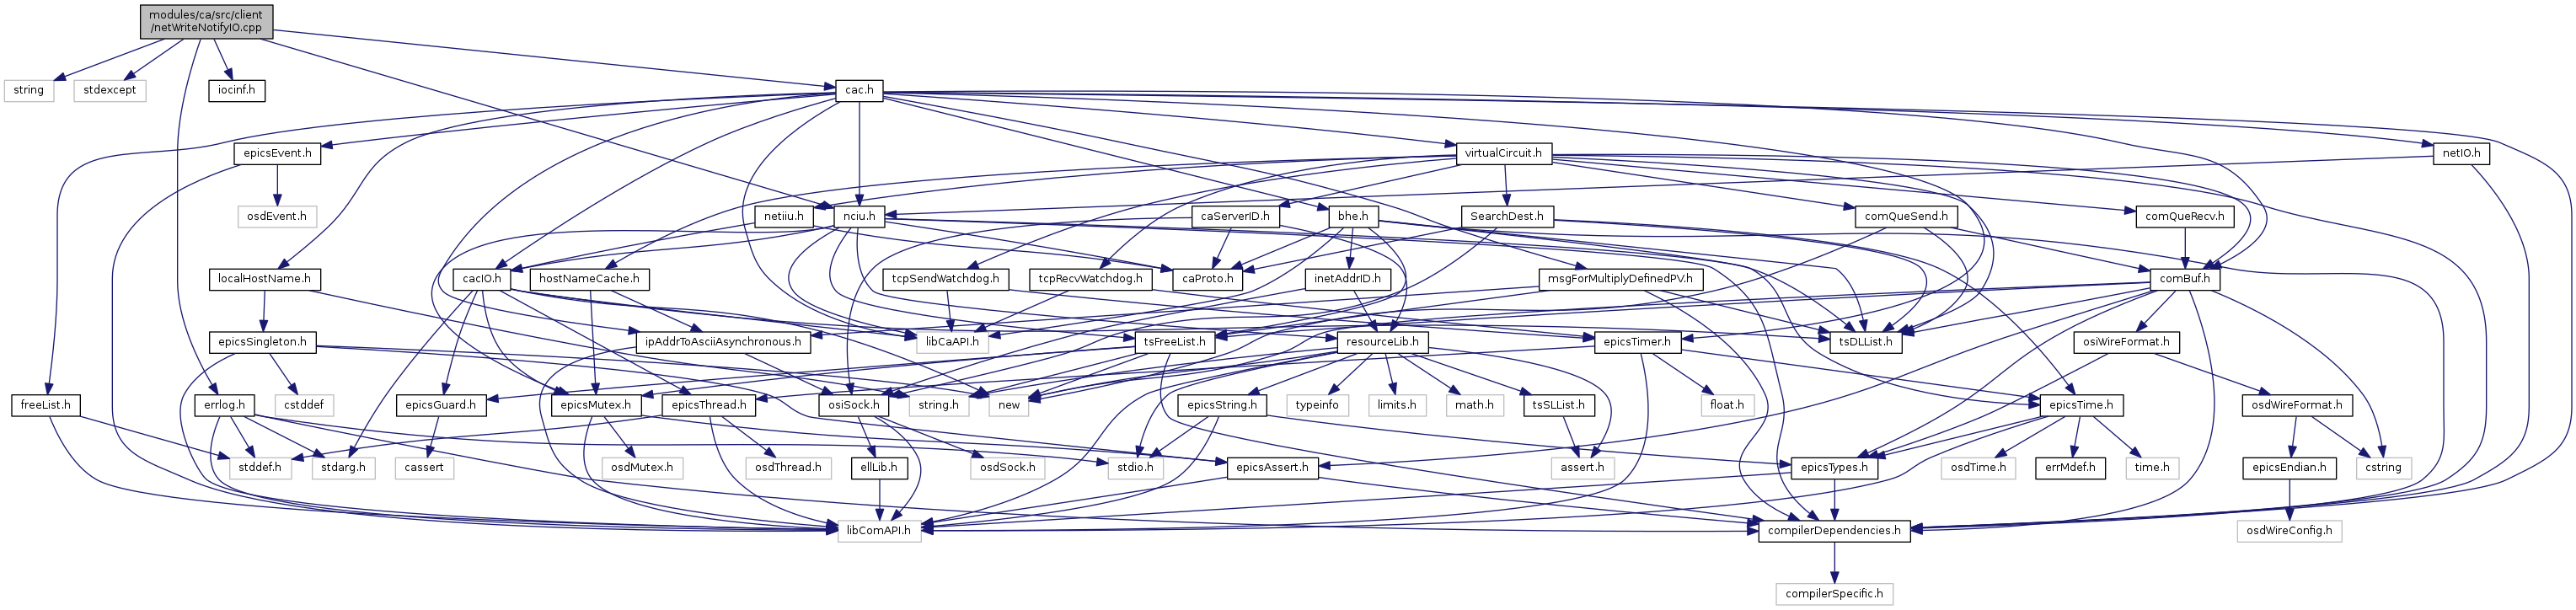 modules/ca/src/client
/netWriteNotifyIO.cpp
string
stdexcept
iocinf.h
cac.h
epicsEvent.h
virtualCircuit.h
netIO.h
osdEvent.h
netiiu.h
nciu.h
caServerID.h
bhe.h
SearchDest.h
comQueSend.h
comQueRecv.h
localHostName.h
cacIO.h
hostNameCache.h
tcpSendWatchdog.h
tcpRecvWatchdog.h
caProto.h
inetAddrID.h
msgForMultiplyDefinedPV.h
comBuf.h
epicsSingleton.h
ipAddrToAsciiAsynchronous.h
libCaAPI.h
tsFreeList.h
resourceLib.h
epicsTimer.h
tsDLList.h
osiWireFormat.h
freeList.h
errlog.h
cstddef
epicsGuard.h
epicsMutex.h
epicsThread.h
osiSock.h
string.h
new
epicsString.h
typeinfo
limits.h
math.h
tsSLList.h
float.h
epicsTime.h
osdWireFormat.h
stddef.h
stdarg.h
cassert
osdMutex.h
osdThread.h
ellLib.h
osdSock.h
stdio.h
epicsAssert.h
assert.h
epicsTypes.h
osdTime.h
errMdef.h
time.h
epicsEndian.h
cstring
libComAPI.h
compilerDependencies.h
osdWireConfig.h
compilerSpecific.h